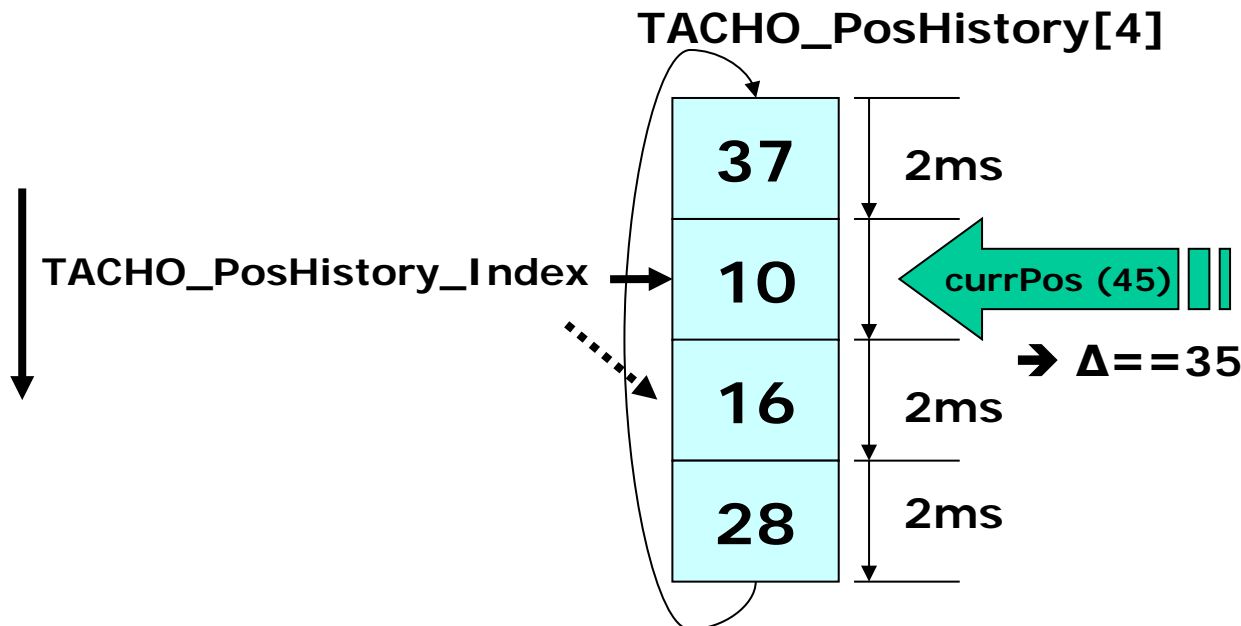 TACHO_PosHistory[4]
37
2ms
TACHO_PosHistory_Index
10
currPos (45)
➔ Δ==35
16
2ms
28
2ms